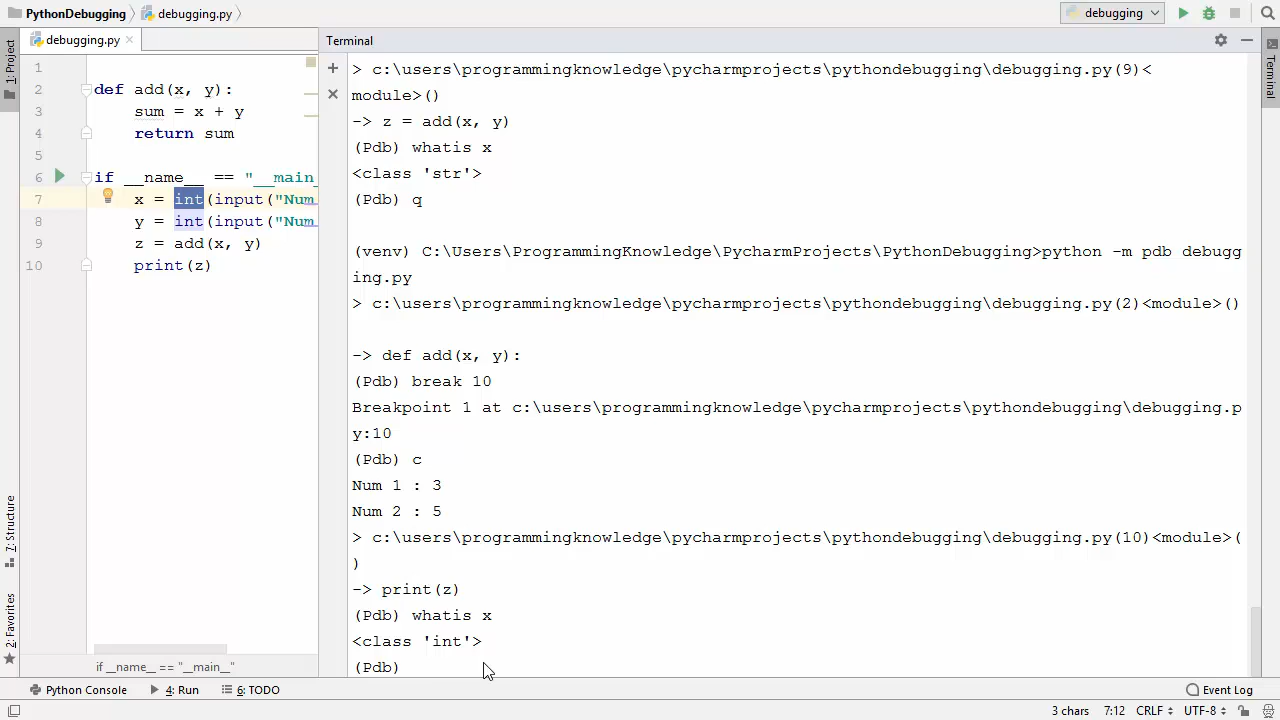 PythonDebugging
debugging.py
debugging
debugging.py
Terminal
1: Project
Terminal
1
2 def add(x, y):
3 sum = x + y
4 return sum
5
6 if __name__ == "__main_
7 x = int(input("Num
8 y = int(input("Num
9 z = add(x, y)
10 print(z)
> c:\users\programmingknowledge\pycharmprojects\pythondebugging\debugging.py(9)<
module>()
-> z = add(x, y)
(Pdb) whatis x
<class 'str'>
(Pdb) q
(venv) C:\Users\ProgrammingKnowledge\PycharmProjects\PythonDebugging>python -m pdb debugg
ing.py
> c:\users\programmingknowledge\pycharmprojects\pythondebugging\debugging.py(2)<module>()
-> def add(x, y):
(Pdb) break 10
Breakpoint 1 at c:\users\programmingknowledge\pycharmprojects\pythondebugging\debugging.p
y:10
(Pdb) c
Num 1 : 3
Num 2 : 5
> c:\users\programmingknowledge\pycharmprojects\pythondebugging\debugging.py(10)<module>(
)
-> print(z)
(Pdb) whatis x
<class 'int'>
(Pdb)
7: Structure
2: Favorites
if __name__ == "__main__"
Python Console
4: Run
6: TODO
Event Log
3 chars
7:12
CRLF
UTF-8